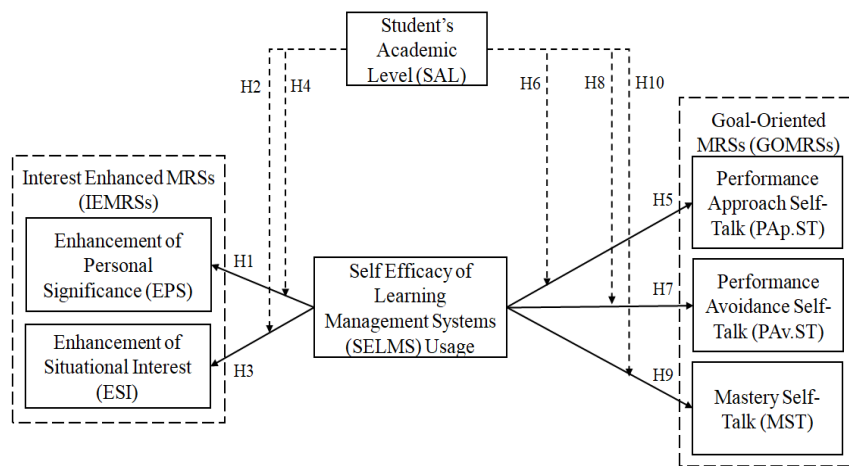 Student's
Academic
Level (SAL)
H2
H4
H6
H8
H10
Goal-Oriented
MRSs (GOMRSs)
Interest Enhanced MRSs
(IEMRSs)
Enhancement of
Personal
Significance (EPS)
Enhancement of
Situational Interest
(ESI)
H1
H3
Self Efficacy of
Learning
Management Systems
(SELMS) Usage
H5
H7
H9
Performance
Approach Self-
Talk (PAp.ST)
Performance
Avoidance Self-
Talk (PAv.ST)
Mastery Self-
Talk (MST)